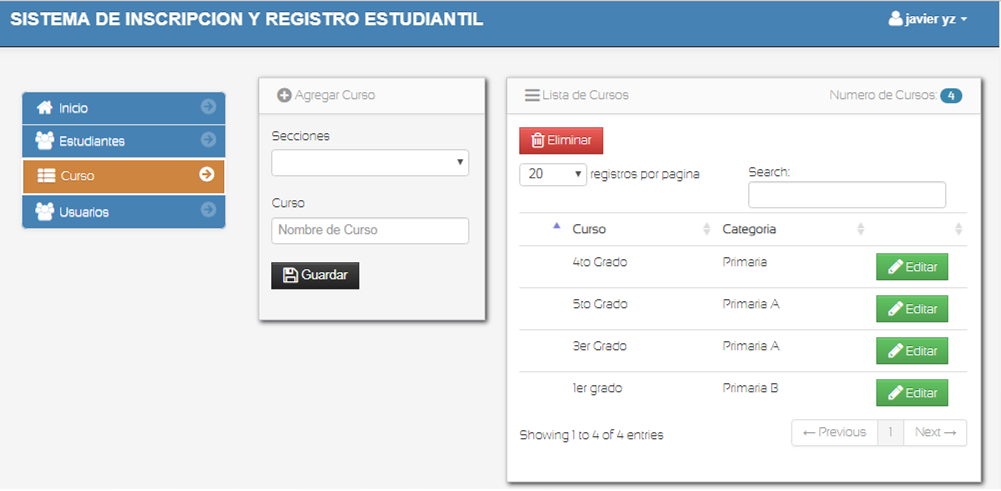 SISTEMA DE INSCRIPCION Y REGISTRO ESTUDIANTIL
javier yz
Inicio
Estudiantes
Curso
Usuarios
Agregar Curso
Secciones
Curso
Nombre de Curso
Guardar
Lista de Cursos
Numero de Cursos: 4
Eliminar
20 registros por pagina
Search:
Curso Categoria
4to Grado Primaria Editar
5to Grado Primaria A Editar
3er Grado Primaria A Editar
1er grado Primaria B Editar
Showing 1 to 4 of 4 entries
← Previous 1 Next →